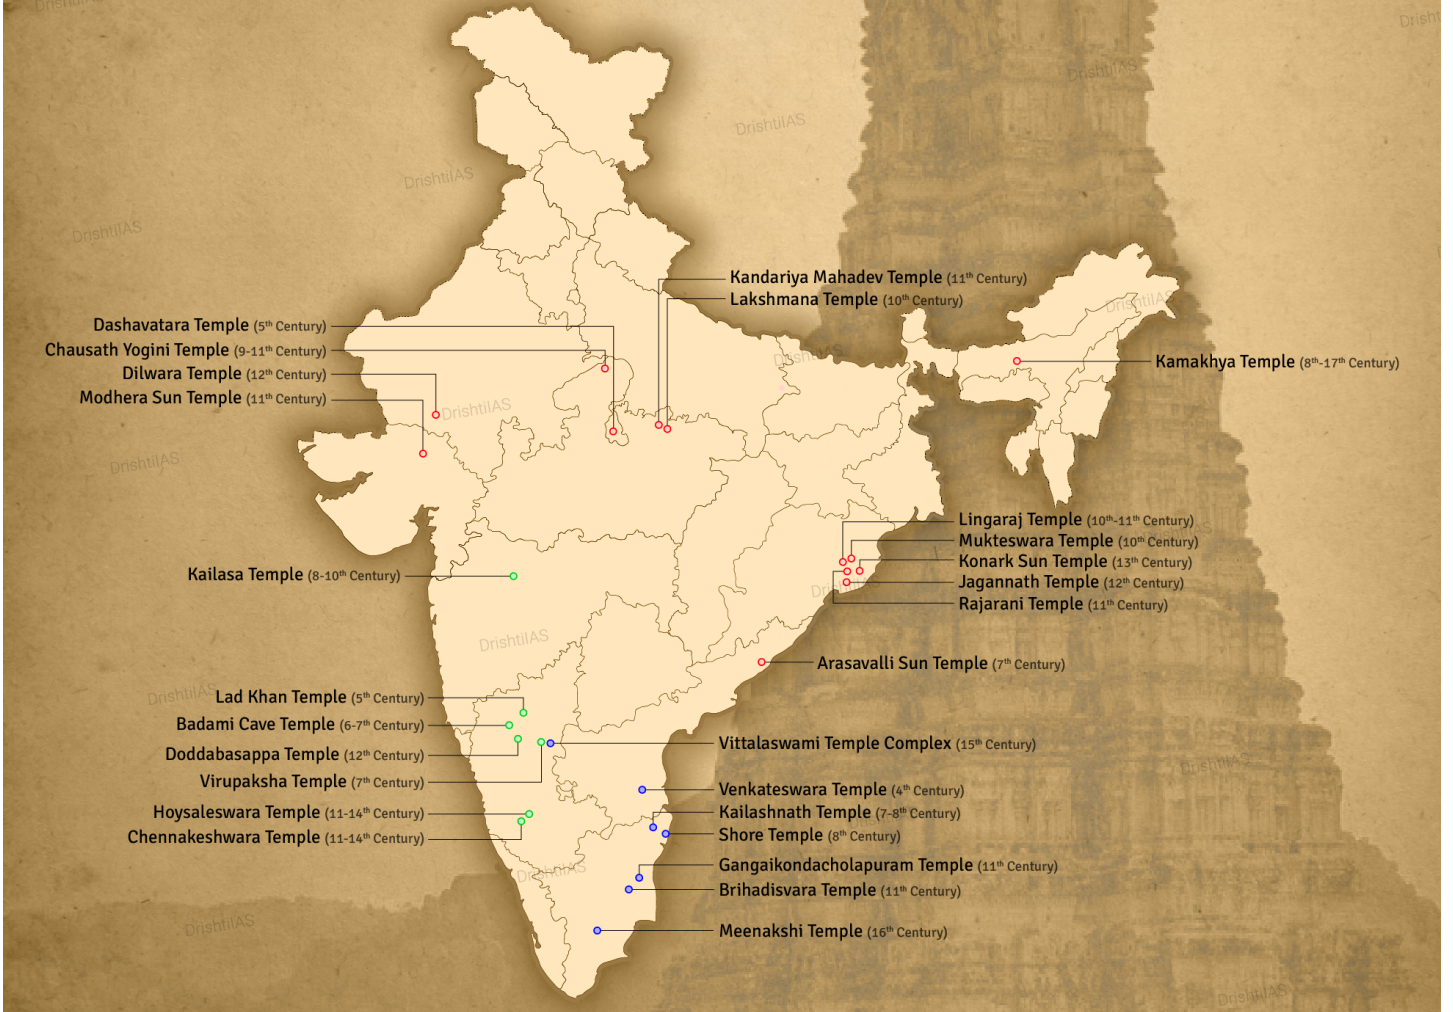 DrishtiIAS
Kandariya Mahadev Temple (11th Century)
Lakshmana Temple (10th Century)
Dashavatara Temple (5th Century)
Chausath Yogini Temple (9-11th Century)
Dilwara Temple (12th Century)
Modhera Sun Temple (11th Century)
Kamakhya Temple (8th-17th Century)
Lingaraj Temple (10th-11th Century)
Mukteswara Temple (10th Century)
Konark Sun Temple (13th Century)
Jagannath Temple (12th Century)
Rajarani Temple (11th Century)
Kailasa Temple (8-10th Century)
Arasavalli Sun Temple (7th Century)
Lad Khan Temple (5th Century)
Badami Cave Temple (6-7th Century)
Doddabasappa Temple (12th Century)
Virupaksha Temple (7th Century)
Hoysaleswara Temple (11-14th Century)
Chennakeshwara Temple (11-14th Century)
Vittalaswami Temple Complex (15th Century)
Venkateswara Temple (4th Century)
Kailashnath Temple (7-8th Century)
Shore Temple (8th Century)
Gangaikondacholapuram Temple (11th Century)
Brihadisvara Temple (11th Century)
Meenakshi Temple (16th Century)